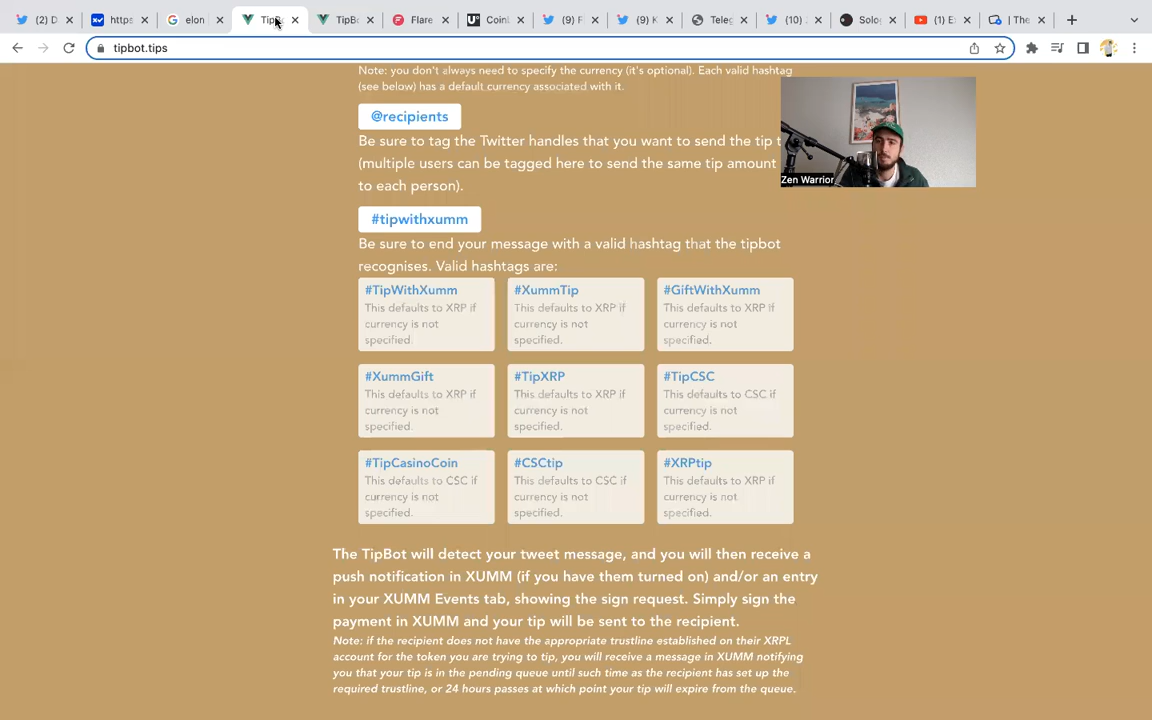 (2) D
https
elon
Tipb
TipBo
Flare
CoinL
(9) F
(9) K
Teleg
(10)
Solog
(1) E
| The
tipbot.tips
Note: you don't always need to specify the currency (it's optional). Each valid hashtag
(see below) has a default currency associated with it.
@recipients
Be sure to tag the Twitter handles that you want to send the tip t
(multiple users can be tagged here to send the same tip amount
to each person).
Zen Warrior
#tipwithxumm
Be sure to end your message with a valid hashtag that the tipbot
recognises. Valid hashtags are:
#TipWithXumm
This defaults to XRP if
currency is not
specified.
#XummTip
This defaults to XRP if
currency is not
specified.
#GiftWithXumm
This defaults to XRP if
currency is not
specified.
#XummGift
This defaults to XRP if
currency is not
specified.
#TipXRP
This defaults to XRP if
currency is not
specified.
#TipCSC
This defaults to CSC if
currency is not
specified.
#TipCasinoCoin
This defaults to CSC if
currency is not
specified.
#CSCtip
This defaults to CSC if
currency is not
specified.
#XRPtip
This defaults to XRP if
currency is not
specified.
The TipBot will detect your tweet message, and you will then receive a
push notification in XUMM (if you have them turned on) and/or an entry
in your XUMM Events tab, showing the sign request. Simply sign the
payment in XUMM and your tip will be sent to the recipient.
Note: if the recipient does not have the appropriate trustline established on their XRPL
account for the token you are trying to tip, you will receive a message in XUMM notifying
you that your tip is in the pending queue until such time as the recipient has set up the
required trustline, or 24 hours passes at which point your tip will expire from the queue.